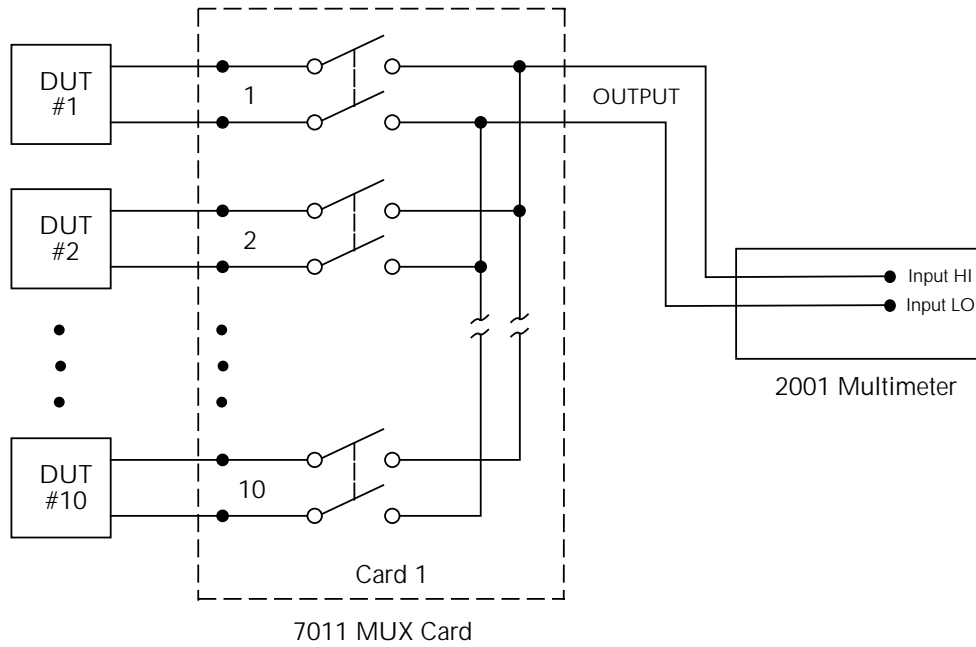 DUT
#1
1
OUTPUT
DUT
#2
2
Input HI
Input LO
2001 Multimeter
DUT
#10
10
Card 1
7011 MUX Card